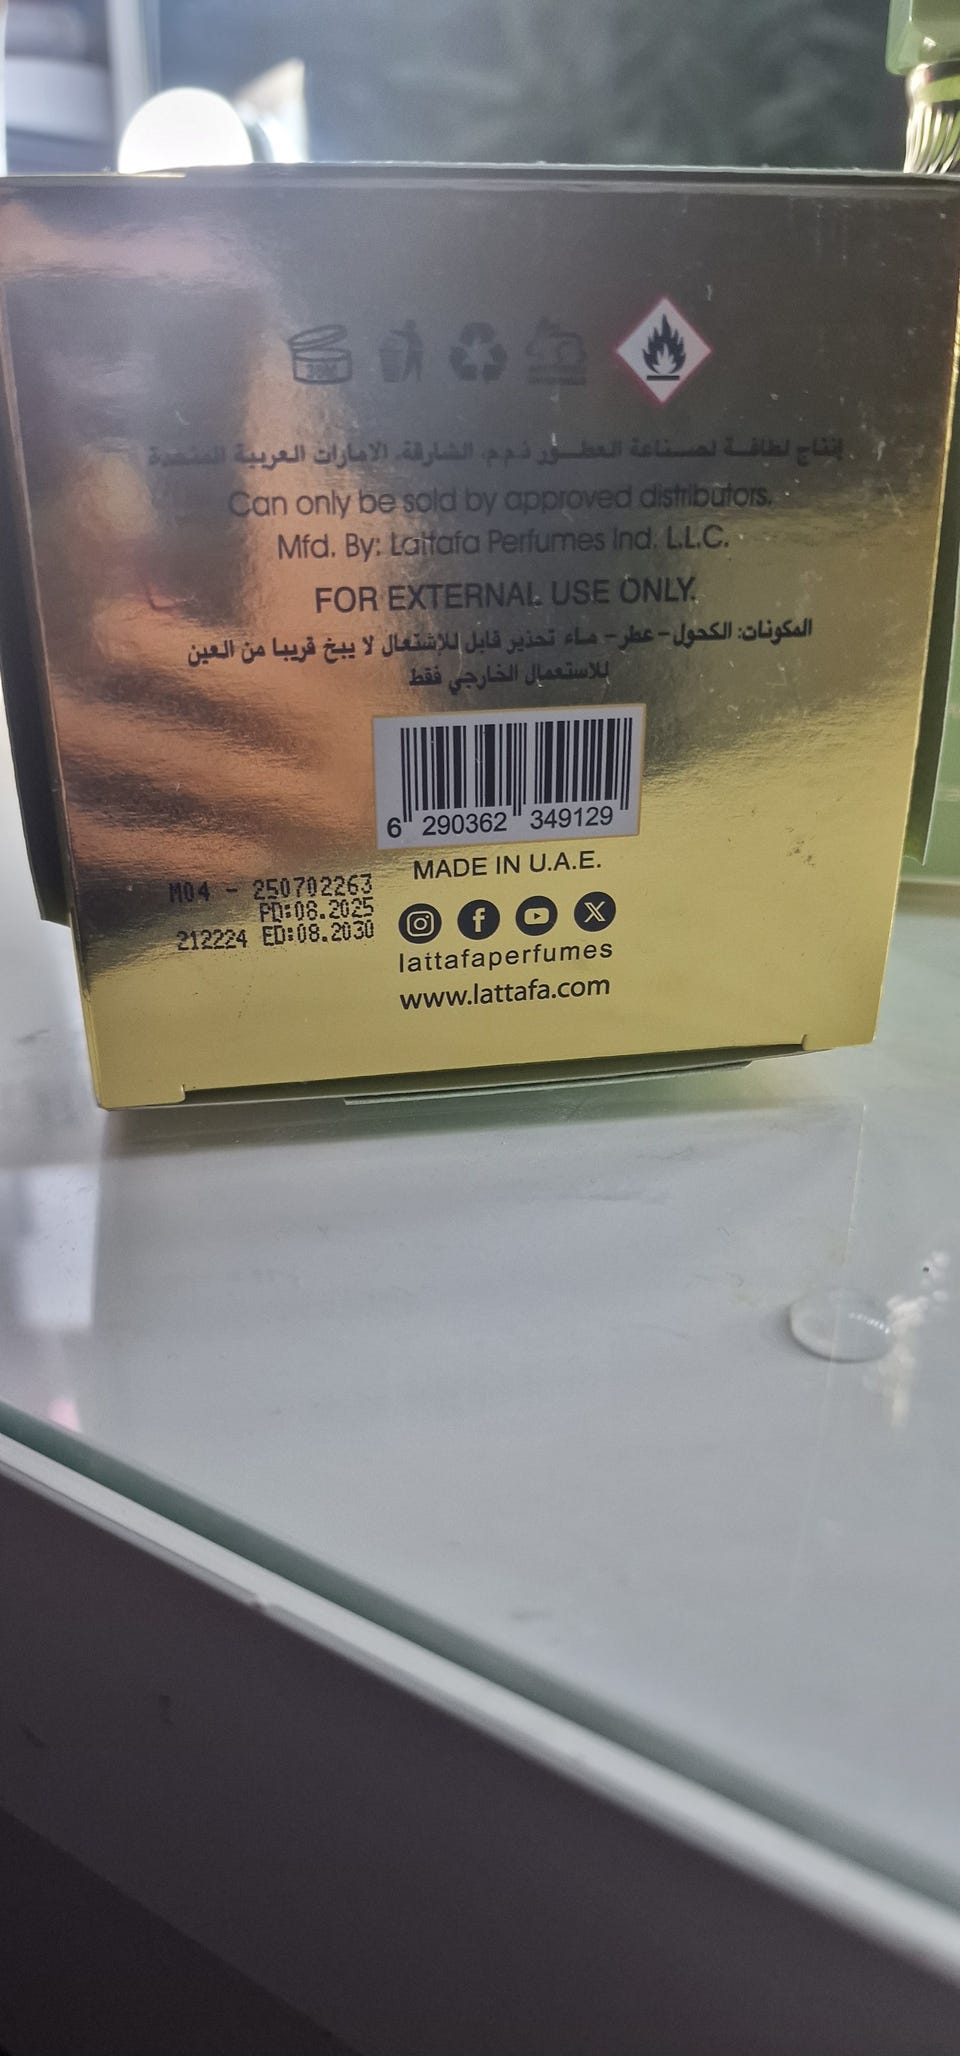 إنتاج لطافة لصناعة العطور ذ.م.م. الشارقة، الامارات العربية المتحدة
Can only be sold by approved distributors.
Mfd. By: Lattafa Perfumes Ind. L.L.C.
FOR EXTERNAL USE ONLY.
المكونات: الكحول - عطر - ماء تحذير قابل للإشتعال لا يبخ قريبا من العين
للاستعمال الخارجي فقط
6 290362 349129
MADE IN U.A.E.
M04 - 250702263
PD:08.2025
212224 ED:08.2030
lattafaperfumes
www.lattafa.com